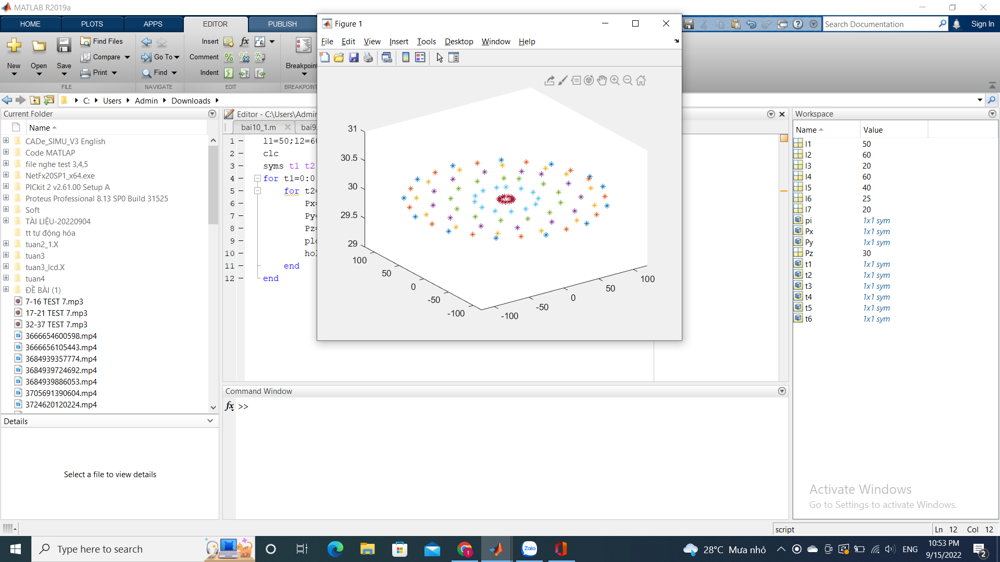 MATLAB R2019a
HOME PLOTS APPS EDITOR PUBLISH
Search Documentation Sign In
Figure 1
File Edit View Insert Tools Desktop Window Help
New Open Save
Find Files
Compare
Print
Go To
Find
Insert
Comment
Indent
Breakpoin
FILE NAVIGATE EDIT BREAKPOIN
C: Users Admin Downloads
Current Folder
Name
CADe_SIMU_V3 English
Code MATLAP
file nghe test 3,4,5
NetFx20SP1_x64.exe
PICkit 2 v2.61.00 Setup A
Proteus Professional 8.13 SP0 Build 31525
Soft
TÀI LIỆU-20220904
tt tự động hóa
tuan2_1.X
tuan3
tuan3_lcd.X
tuan4
ĐỀ BÀI (1)
7-16 TEST 7.mp3
17-21 TEST 7.mp3
32-37 TEST 7.mp3
3666654600598.mp4
3666656105443.mp4
3684939357774.mp4
3684939724692.mp4
3684939886053.mp4
3705691390604.mp4
3724620120224.mp4
Details
Select a file to view details
Editor - C:\Users\Admin
bai10_1.m bai9
1 l1=50;l2=6
2 clc
3 syms t1 t2
4 for t1=0:0
5 for t2=
6 Px=
7 Py=
8 Pz=
9 plo
10 hol
11 end
12 end
31
30.5
30
29.5
29
100
50
0
-50
-100
-100
-50
0
50
100
Command Window
fx >>
Workspace
Name Value
l1 50
l2 60
l3 20
l4 60
l5 40
l6 25
l7 20
pi 1x1 sym
Px 1x1 sym
Py 1x1 sym
Pz 30
t1 1x1 sym
t2 1x1 sym
t3 1x1 sym
t4 1x1 sym
t5 1x1 sym
t6 1x1 sym
Activate Windows
Go to Settings to activate Windows.
script Ln 12 Col 12
Type here to search
Zalo
28°C Mưa nhỏ
ENG
10:53 PM
9/15/2022
2